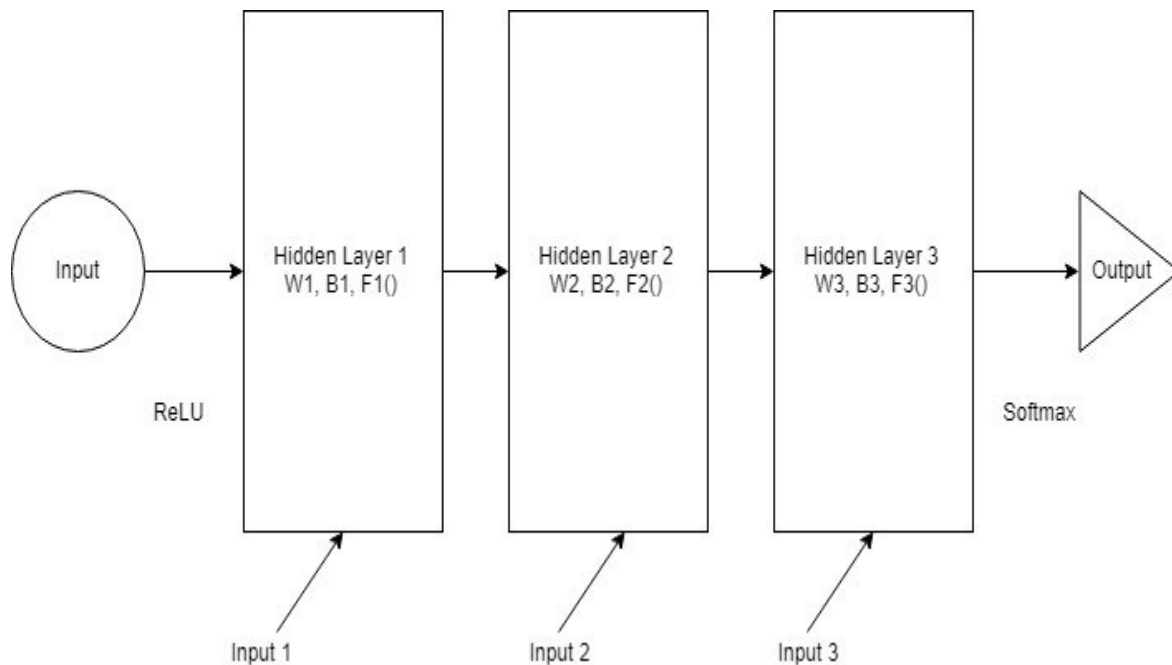 Input
Hidden Layer 1
W1, B1, F1()
Hidden Layer 2
W2, B2, F2()
Hidden Layer 3
W3, B3, F3()
Output
ReLU
Softmax
Input 1
Input 2
Input 3